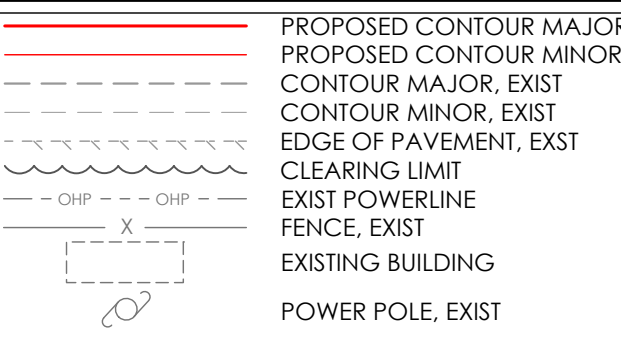 PROPOSED CONTOUR MAJOR
PROPOSED CONTOUR MINOR
CONTOUR MAJOR, EXIST
CONTOUR MINOR, EXIST
EDGE OF PAVEMENT, EXST
CLEARING LIMIT
OHP OHP EXIST POWERLINE
X FENCE, EXIST
EXISTING BUILDING
POWER POLE, EXIST